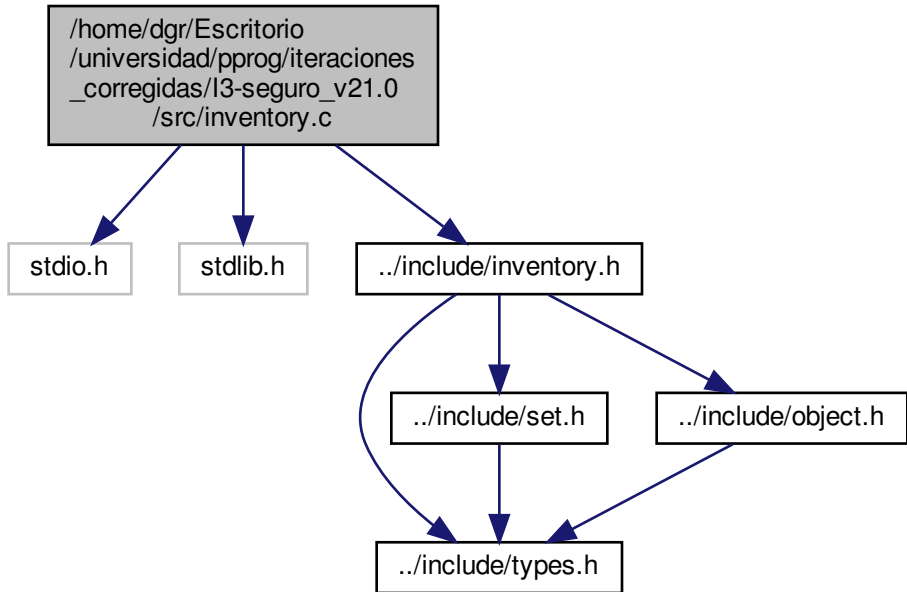 /home/dgr/Escritorio
/universidad/pprog/iteraciones
_corregidas/I3-seguro_v21.0
/src/inventory.c
stdio.h
stdlib.h
../include/inventory.h
../include/set.h
../include/object.h
../include/types.h